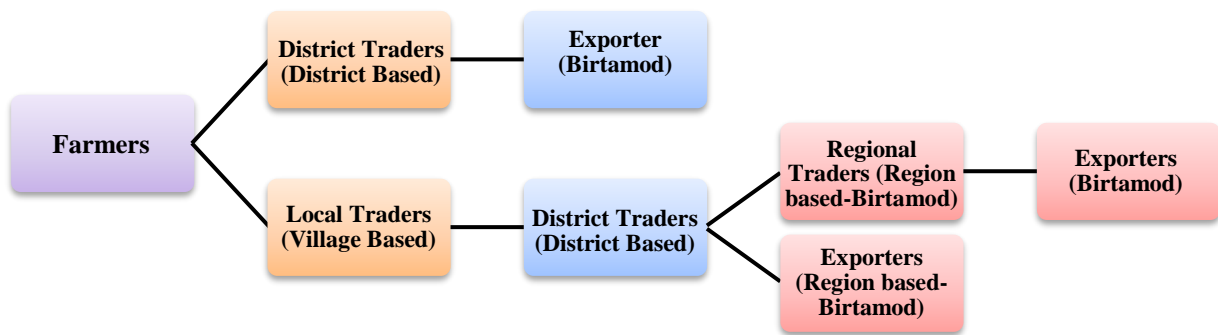 Farmers
District Traders
(District Based)
Exporter
(Birtamod)
Local Traders
(Village Based)
District Traders
(District Based)
Regional
Traders (Region
based-Birtamod)
Exporters
(Birtamod)
Exporters
(Region based-
Birtamod)